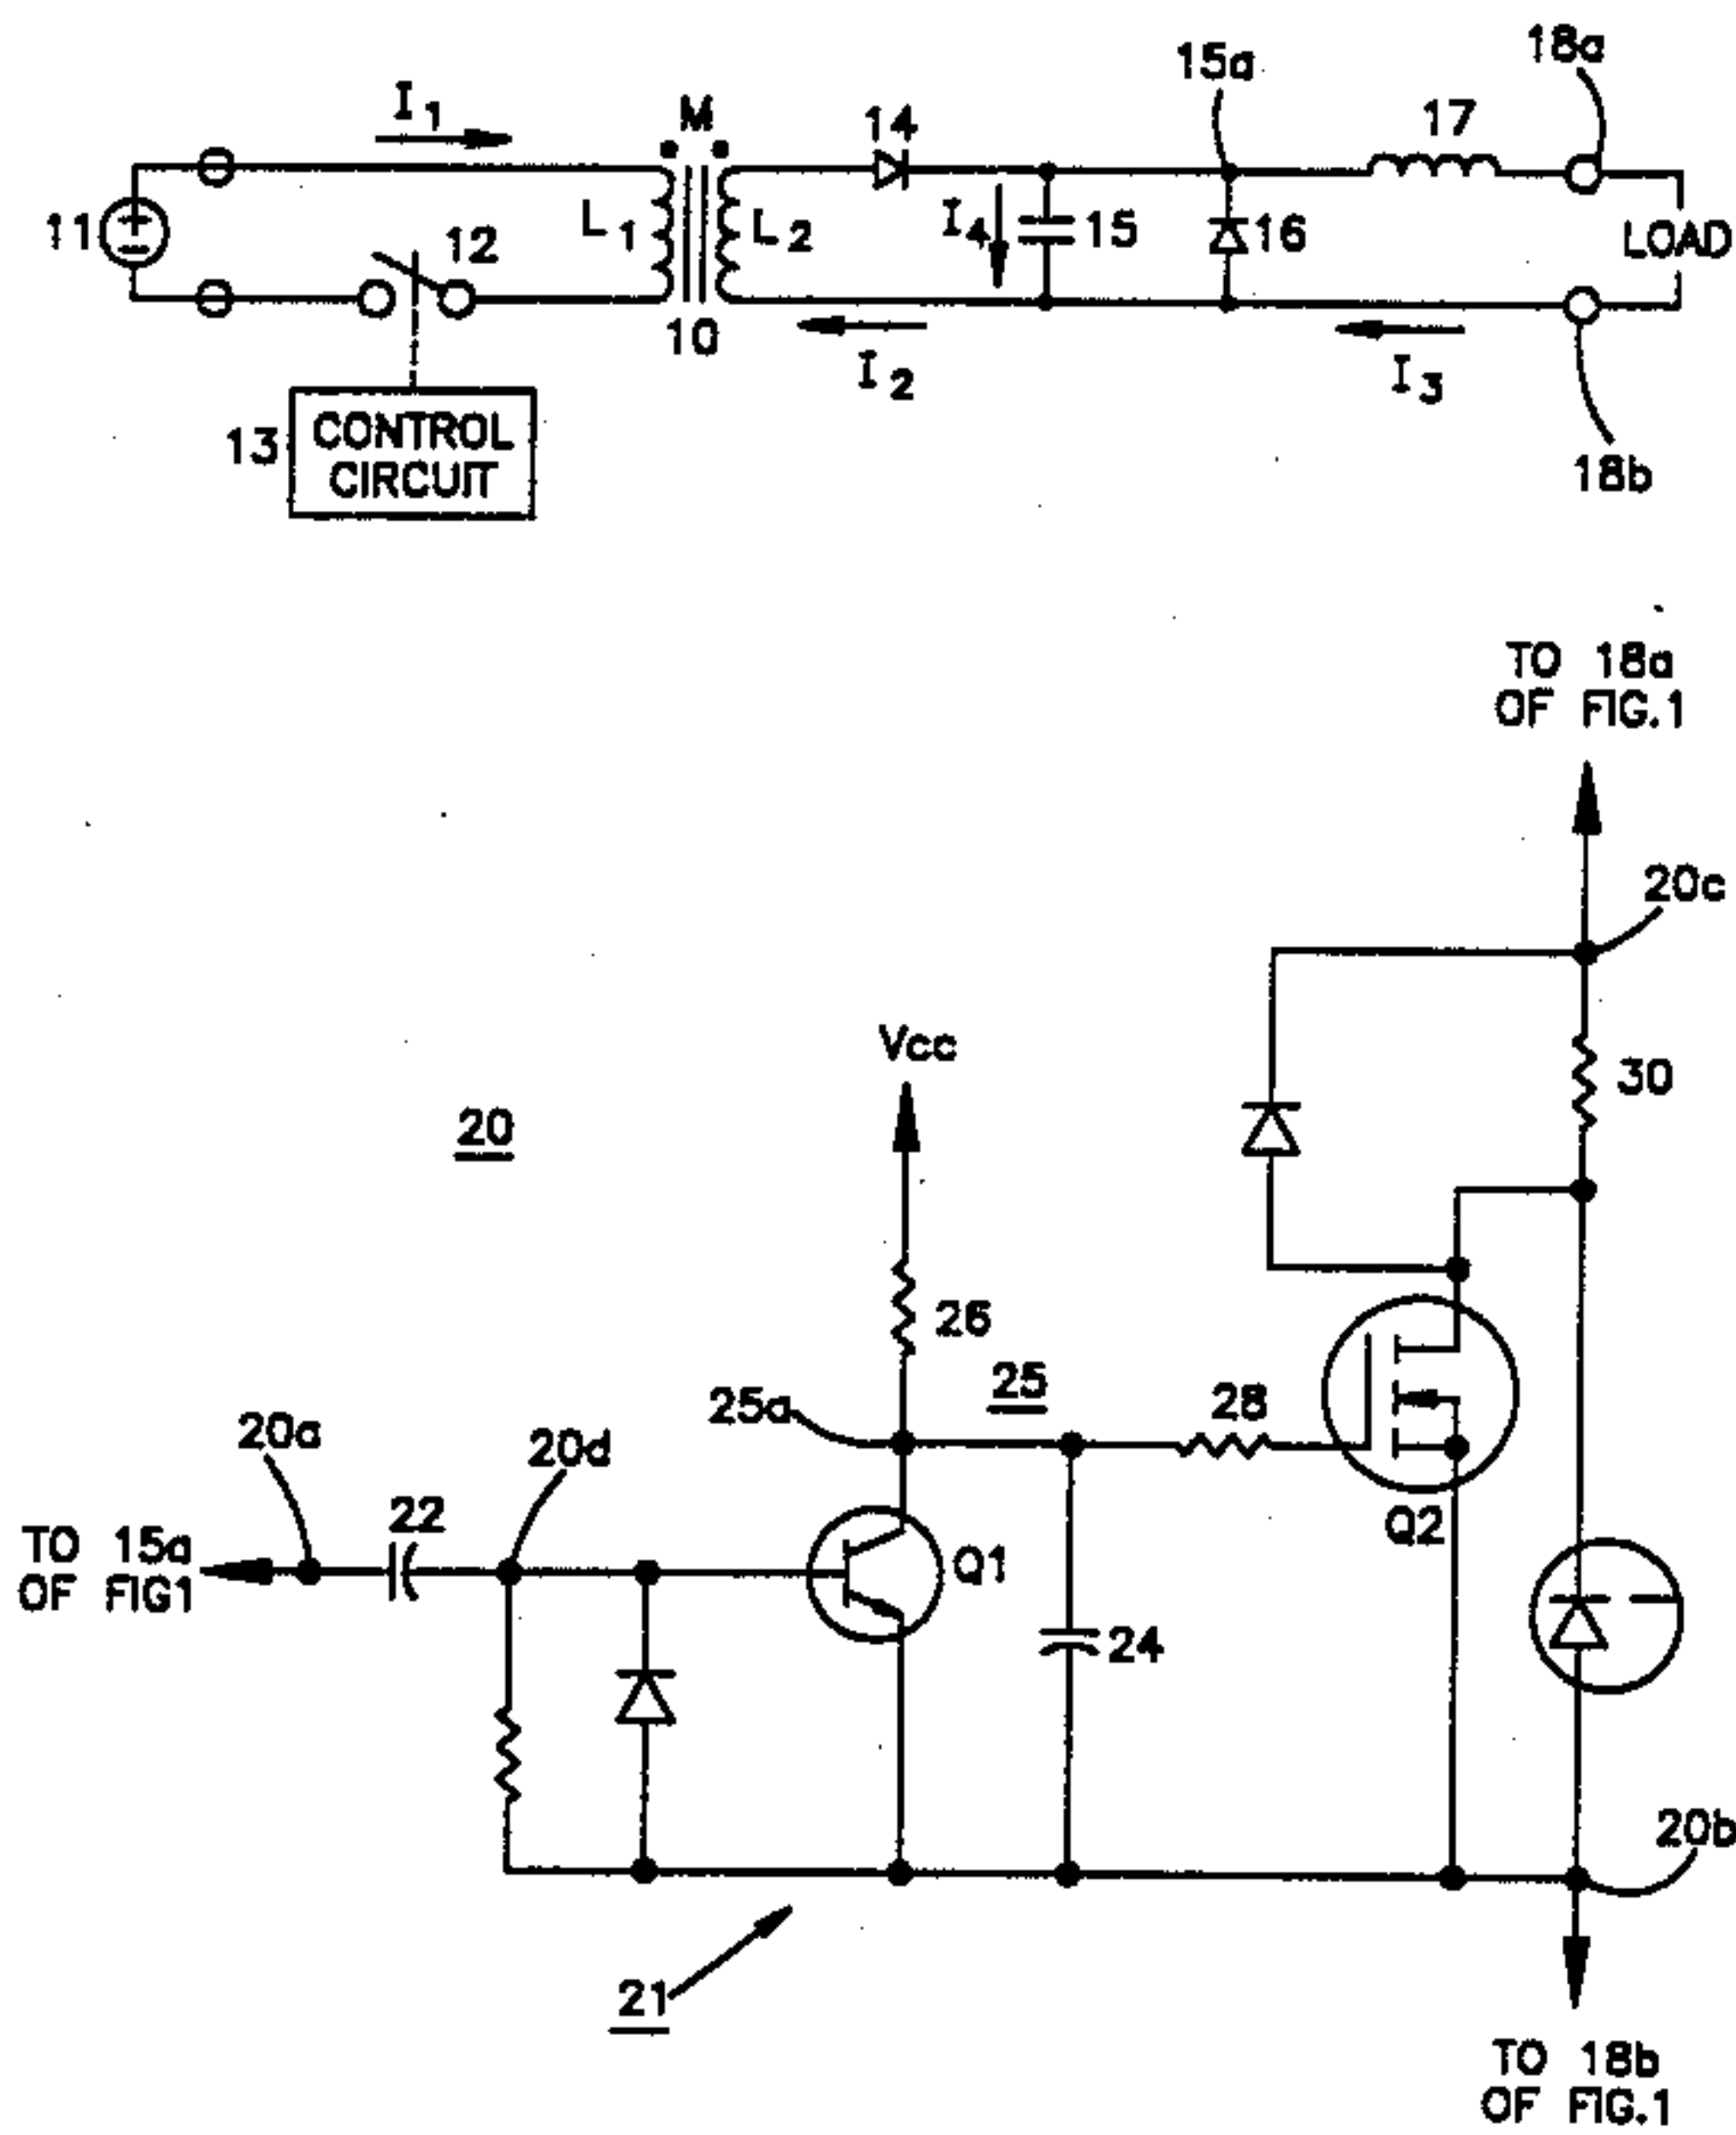 I1
M
14
15a
17
18a
11
12
L1
L2
I4
15
16
LOAD
10
I2
I3
13
CONTROL
CIRCUIT
18b
TO 18a
OF FIG.1
20c
Vcc
30
20
26
25
25a
28
20a
20d
22
Q1
Q2
TO 15a
OF FIG1
24
20b
21
TO 18b
OF FIG.1